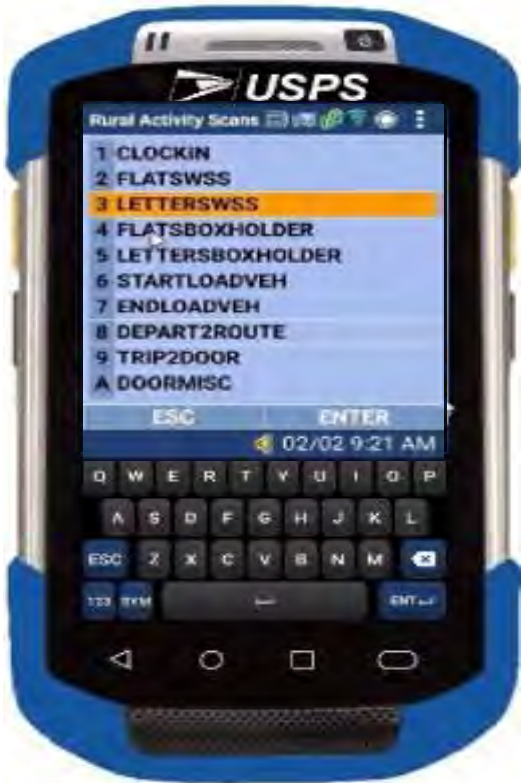 USPS
Rural Activity Scans
1 CLOCKIN
2 FLATSWSS
3 LETTERSWSS
4 FLATSBOXHOLDER
5 LETTERSBOXHOLDER
6 STARTLOADVEH
7 ENDLOADVEH
8 DEPART2ROUTE
9 TRIP2DOOR
A DOORMISC
ESC ENTER
02/02 9:21 AM
Q W E R T Y U I O P
A S D F G H J K L
ESC Z X C V B N M
123 SYM ENT